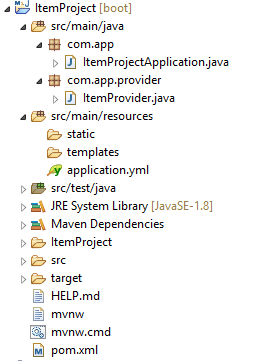 ItemProject [boot]
src/main/java
com.app
ItemProjectApplication.java
com.app.provider
ItemProvider.java
src/main/resources
static
templates
application.yml
src/test/java
JRE System Library [JavaSE-1.8]
Maven Dependencies
ItemProject
src
target
HELP.md
mvnw
mvnw.cmd
pom.xml